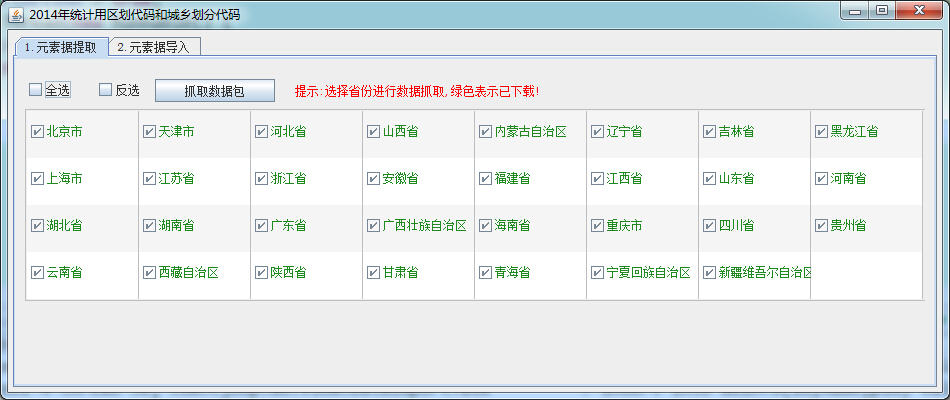 2014年统计用区划代码和城乡划分代码
1. 元素据提取 2. 元素据导入
全选 反选 抓取数据包 提示:选择省份进行数据抓取,绿色表示已下载!
北京市 天津市 河北省 山西省 内蒙古自治区 辽宁省 吉林省 黑龙江省
上海市 江苏省 浙江省 安徽省 福建省 江西省 山东省 河南省
湖北省 湖南省 广东省 广西壮族自治区 海南省 重庆市 四川省 贵州省
云南省 西藏自治区 陕西省 甘肃省 青海省 宁夏回族自治区 新疆维吾尔自治区